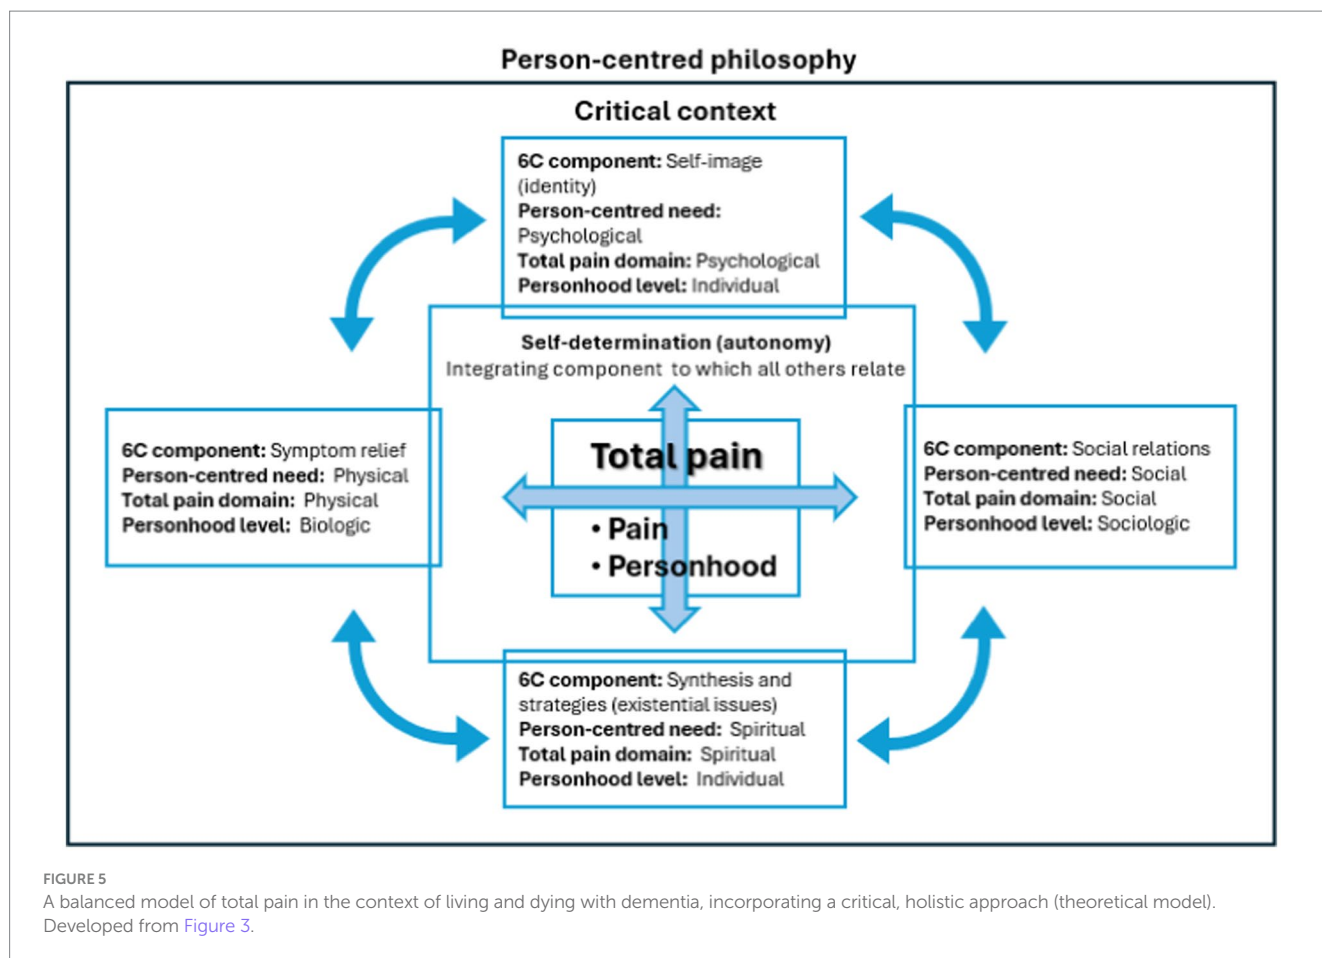 Person-centred philosophy
Critical context
6C component: Self-image
(identity)
Person-centred need:
Psychological
Total pain domain: Psychological
Personhood level: Individual
Self-determination (autonomy)
Integrating component to which all others relate
6C component: Symptom relief
Person-centred need: Physical
Total pain domain: Physical
Personhood level: Biologic
Total pain
• Pain
• Personhood
6C component: Social relations
Person-centred need: Social
Total pain domain: Social
Personhood level: Sociologic
6C component: Synthesis and
strategies (existential issues)
Person-centred need: Spiritual
Total pain domain: Spiritual
Personhood level: Individual
FIGURE 5
A balanced model of total pain in the context of living and dying with dementia, incorporating a critical, holistic approach (theoretical model).
Developed from Figure 3.